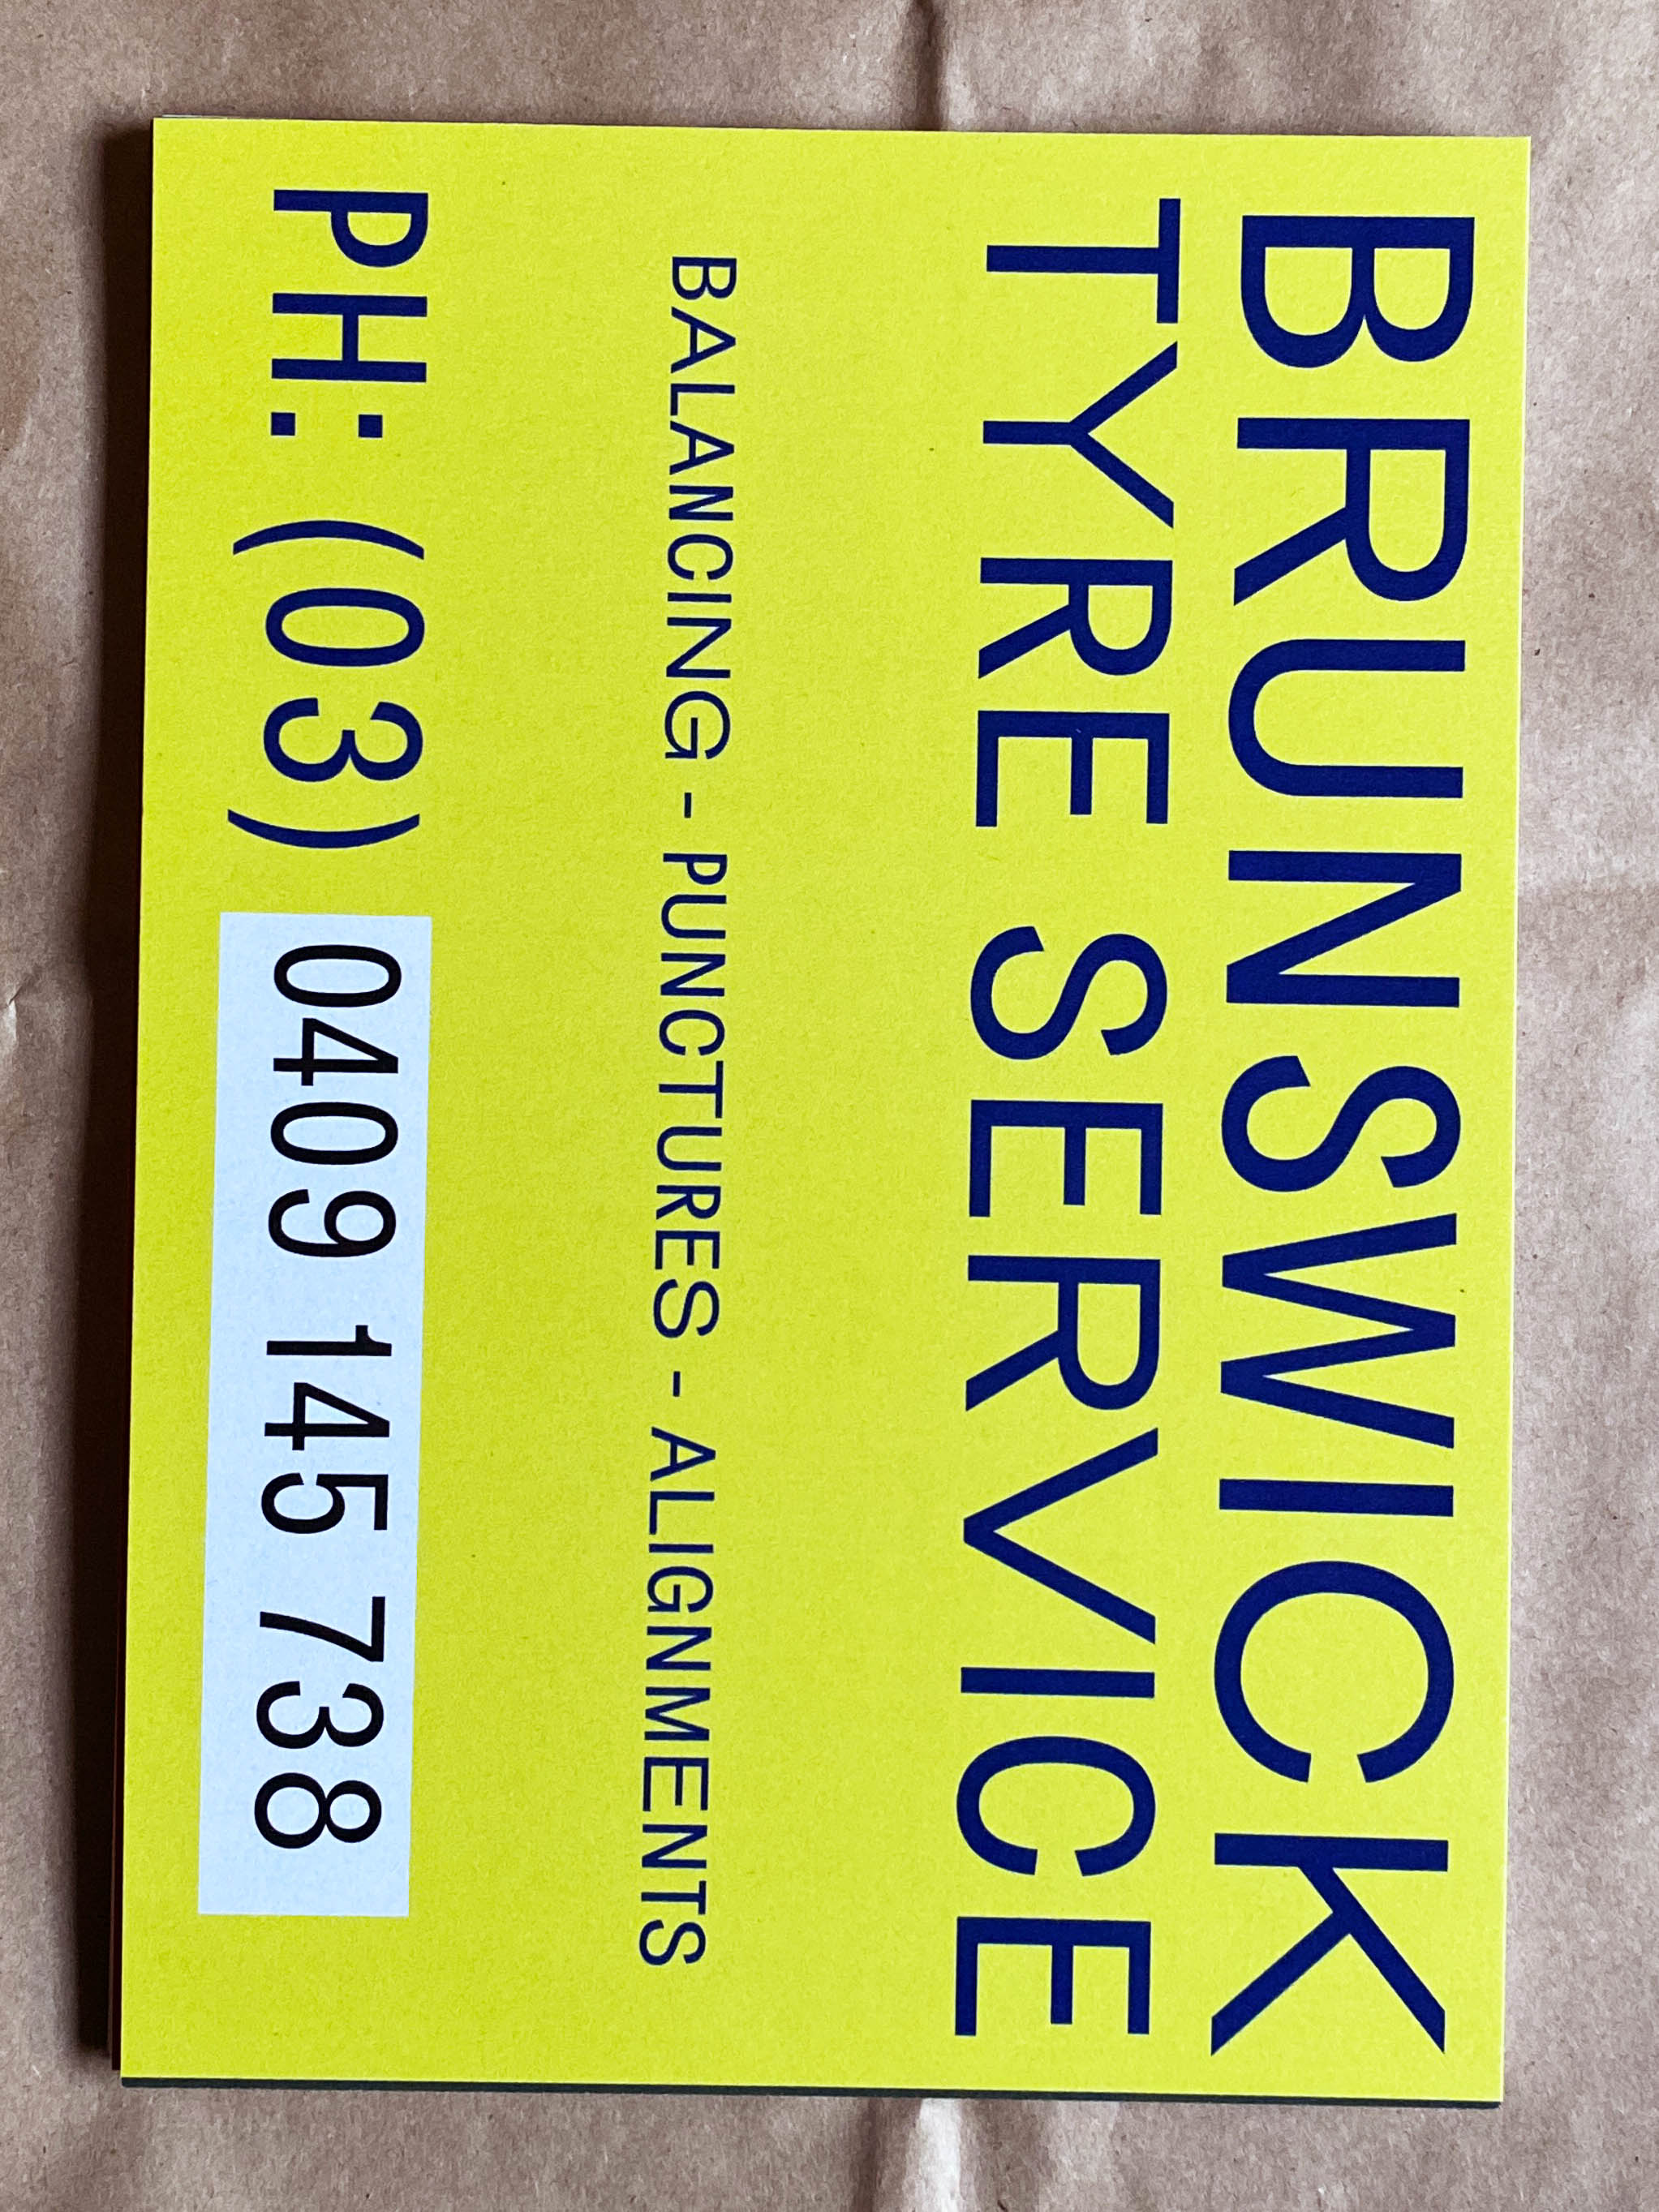 BRUNSWICK
TYRE SERVICE
BALANCING - PUNCTURES - ALIGNMENTS
PH: (03) 0409 145 738